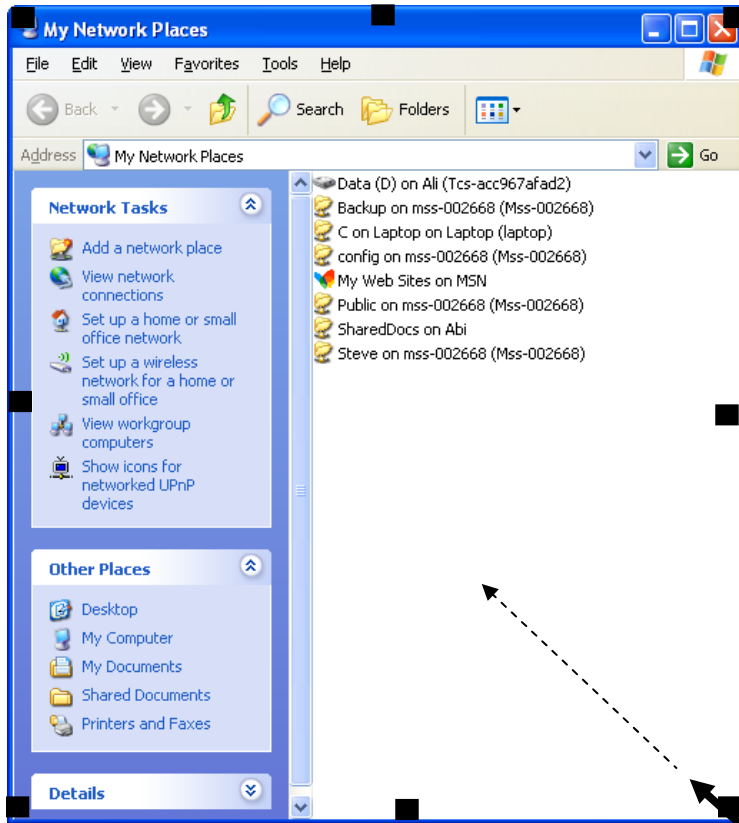 My Network Places
File Edit View Favorites Tools Help
Back Search Folders
Address My Network Places Go
Network Tasks
Add a network place
View network
connections
Set up a home or small
office network
Set up a wireless
network for a home or
small office
View workgroup
computers
Show icons for
networked UPnP
devices
Other Places
Desktop
My Computer
My Documents
Shared Documents
Printers and Faxes
Details
Data (D) on Ali (Tcs-acc967afad2)
Backup on mss-002668 (Mss-002668)
C on Laptop on Laptop (laptop)
config on mss-002668 (Mss-002668)
My Web Sites on MSN
Public on mss-002668 (Mss-002668)
SharedDocs on Abi
Steve on mss-002668 (Mss-002668)